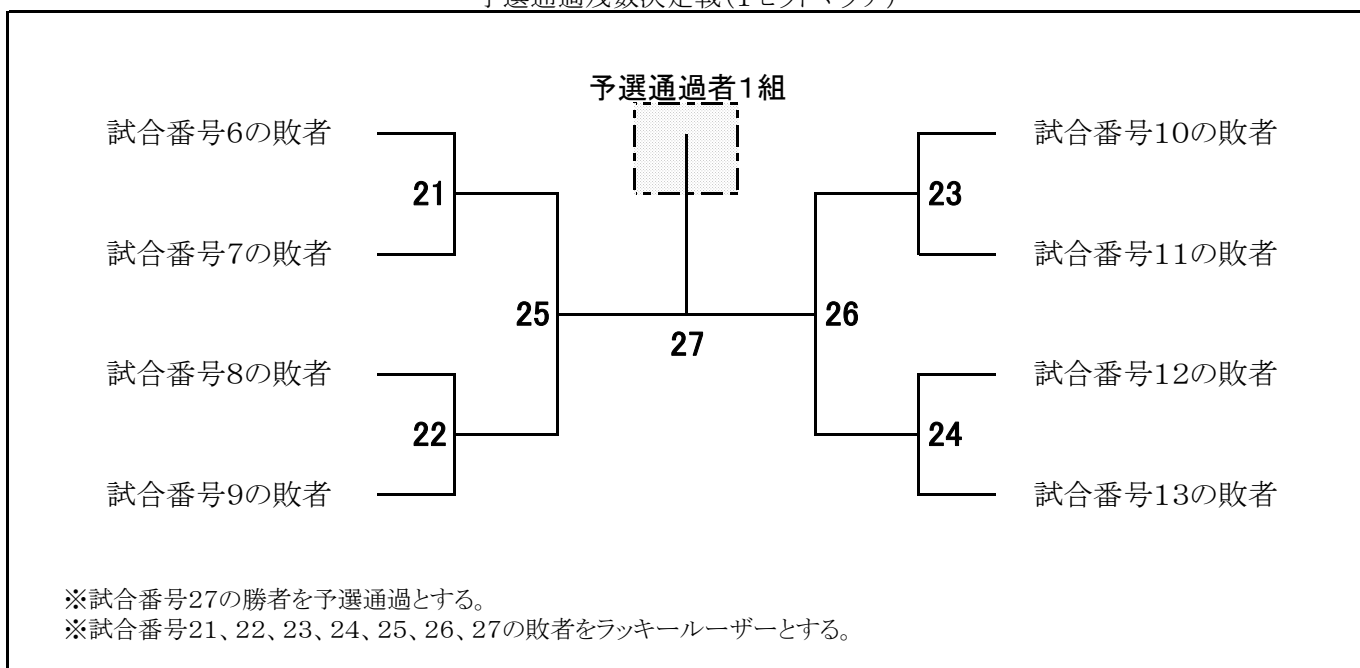 予選通過者1組
試合番号6の敗者
試合番号10の敗者
21
23
試合番号7の敗者
試合番号11の敗者
25
26
27
試合番号8の敗者
試合番号12の敗者
22
24
試合番号9の敗者
試合番号13の敗者
※試合番号27の勝者を予選通過とする。
※試合番号21、22、23、24、25、26、27の敗者をラッキールーザーとする。